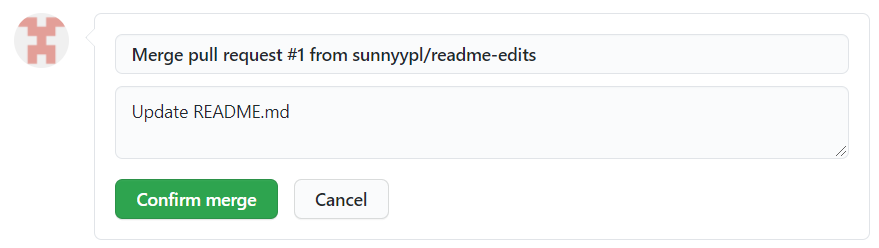 Merge pull request #1 from sunnyypl/readme-edits
Update README.md
Confirm merge
Cancel